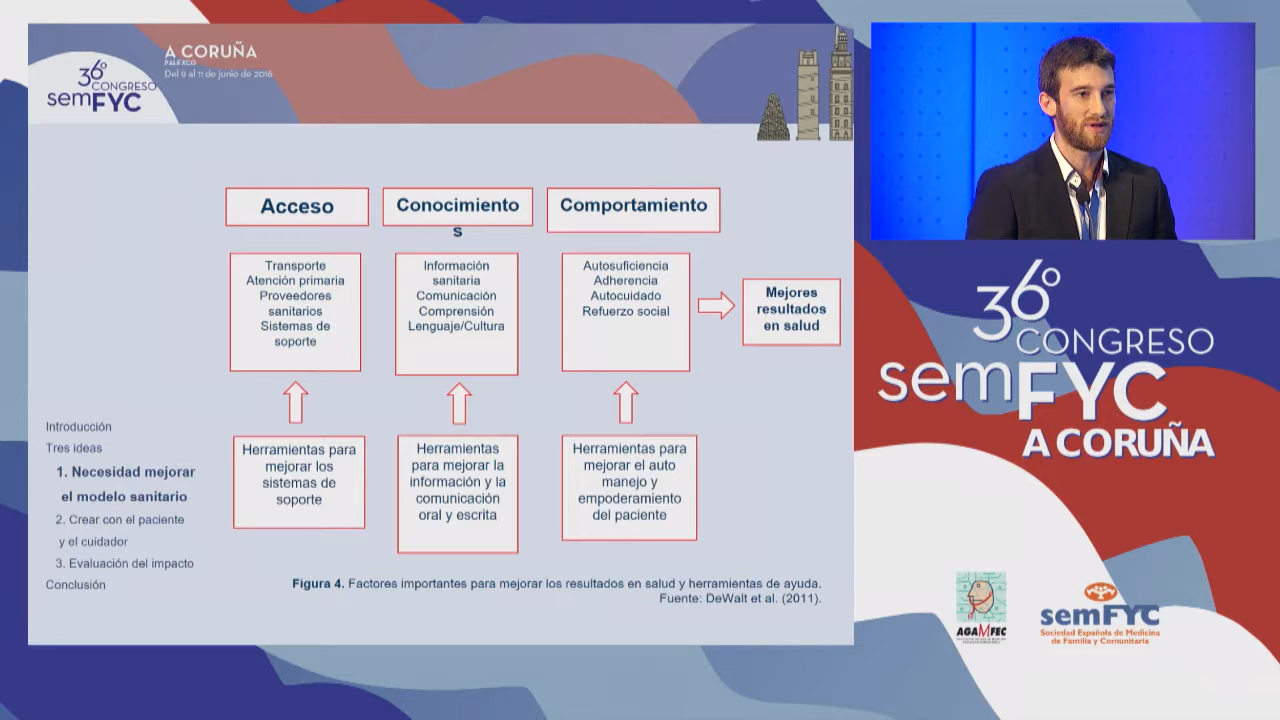 A CORUÑA
PALEXCO
Del 9 al 11 de junio de 2016
36º
CONGRESO
semFYC
Acceso
Conocimiento
s
Comportamiento
Transporte
Atención primaria
Proveedores
sanitarios
Sistemas de
soporte
Información
sanitaria
Comunicación
Comprensión
Lenguaje/Cultura
Autosuficiencia
Adherencia
Autocuidado
Refuerzo social
Mejores
resultados
en salud
Herramientas para
mejorar los
sistemas de
soporte
Herramientas
para mejorar la
información y la
comunicación
oral y escrita
Herramientas para
mejorar el auto
manejo y
empoderamiento
del paciente
Introducción
Tres ideas
1. Necesidad mejorar
el modelo sanitario
2. Crear con el paciente
y el cuidador
3. Evaluación del impacto
Conclusión
Figura 4. Factores importantes para mejorar los resultados en salud y herramientas de ayuda.
Fuente: DeWalt et al. (2011).
36º
CONGRESO
semFYC
A CORUÑA
AGAMFEC
semFYC
Sociedad Española de Medicina
de Familia y Comunitaria